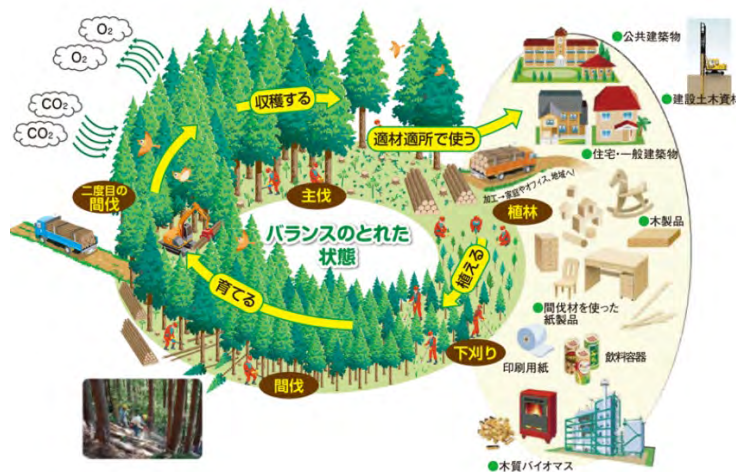 O₂
O₂
CO₂
CO₂
収穫する
適材適所で使う
二度目の
間伐
主伐
加工→家庭やオフィス、地域へ!
植林
バランスのとれた
状態
植える
育てる
下刈り
間伐
●公共建築物
●建設土木資材
●住宅・一般建築物
●木製品
●間伐材を使った
紙製品
印刷用紙
飲料容器
●木質バイオマス